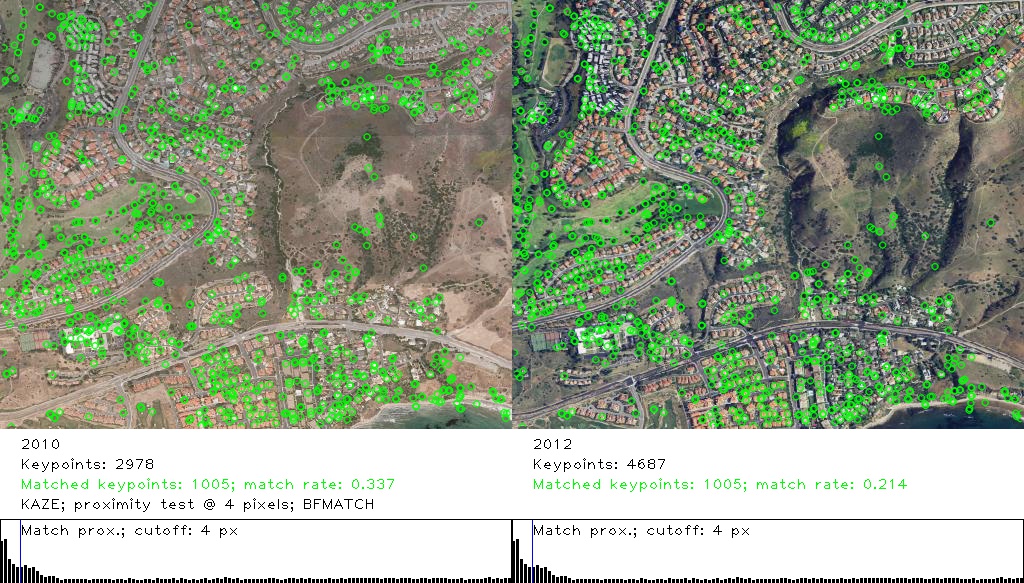 2010
Keypoints: 2978
Matched keypoints: 1005; match rate: 0.337
KAZE; proximity test @ 4 pixels; BFMATCH
Match prox.; cutoff: 4 px
2012
Keypoints: 4687
Matched keypoints: 1005; match rate: 0.214
Match prox.; cutoff: 4 px